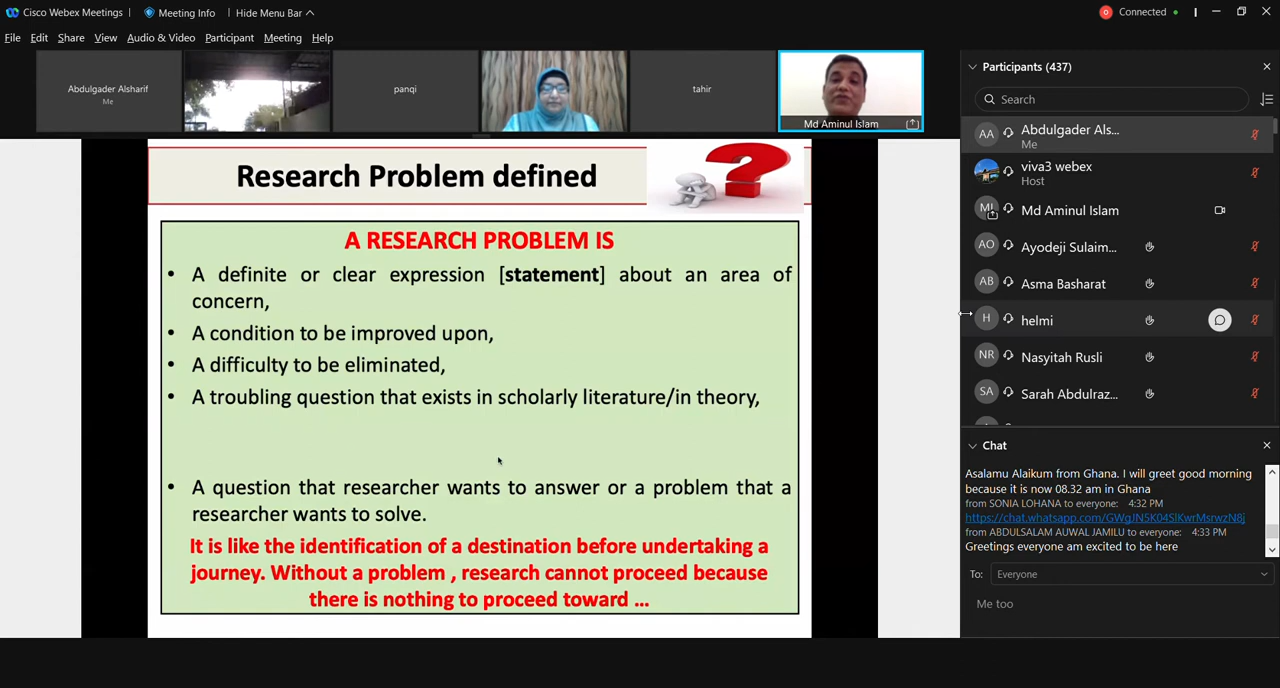 Cisco Webex Meetings | Meeting Info | Hide Menu Bar
Connected
File Edit Share View Audio & Video Participant Meeting Help
Abdulgader Alsharif
Me
panqi
tahir
Md Aminul Islam
Research Problem defined
A RESEARCH PROBLEM IS
• A definite or clear expression [statement] about an area of
concern,
• A condition to be improved upon,
• A difficulty to be eliminated,
• A troubling question that exists in scholarly literature/in theory,
• A question that researcher wants to answer or a problem that a
researcher wants to solve.
It is like the identification of a destination before undertaking a
journey. Without a problem , research cannot proceed because
there is nothing to proceed toward ...
Participants (437)
Search
AA Abdulgader Als...
Me
viva3 webex
Host
MI Md Aminul Islam
AO Ayodeji Sulaim...
AB Asma Basharat
H helmi
NR Nasyitah Rusli
SA Sarah Abdulraz...
Chat
Asalamu Alaikum from Ghana. I will greet good morning
because it is now 08.32 am in Ghana
from SONIA LOHANA to everyone: 4:32 PM
from ABDULSALAM AUWAL JAMILU to everyone: 4:33 PM
Greetings everyone am excited to be here
To: Everyone
Me too